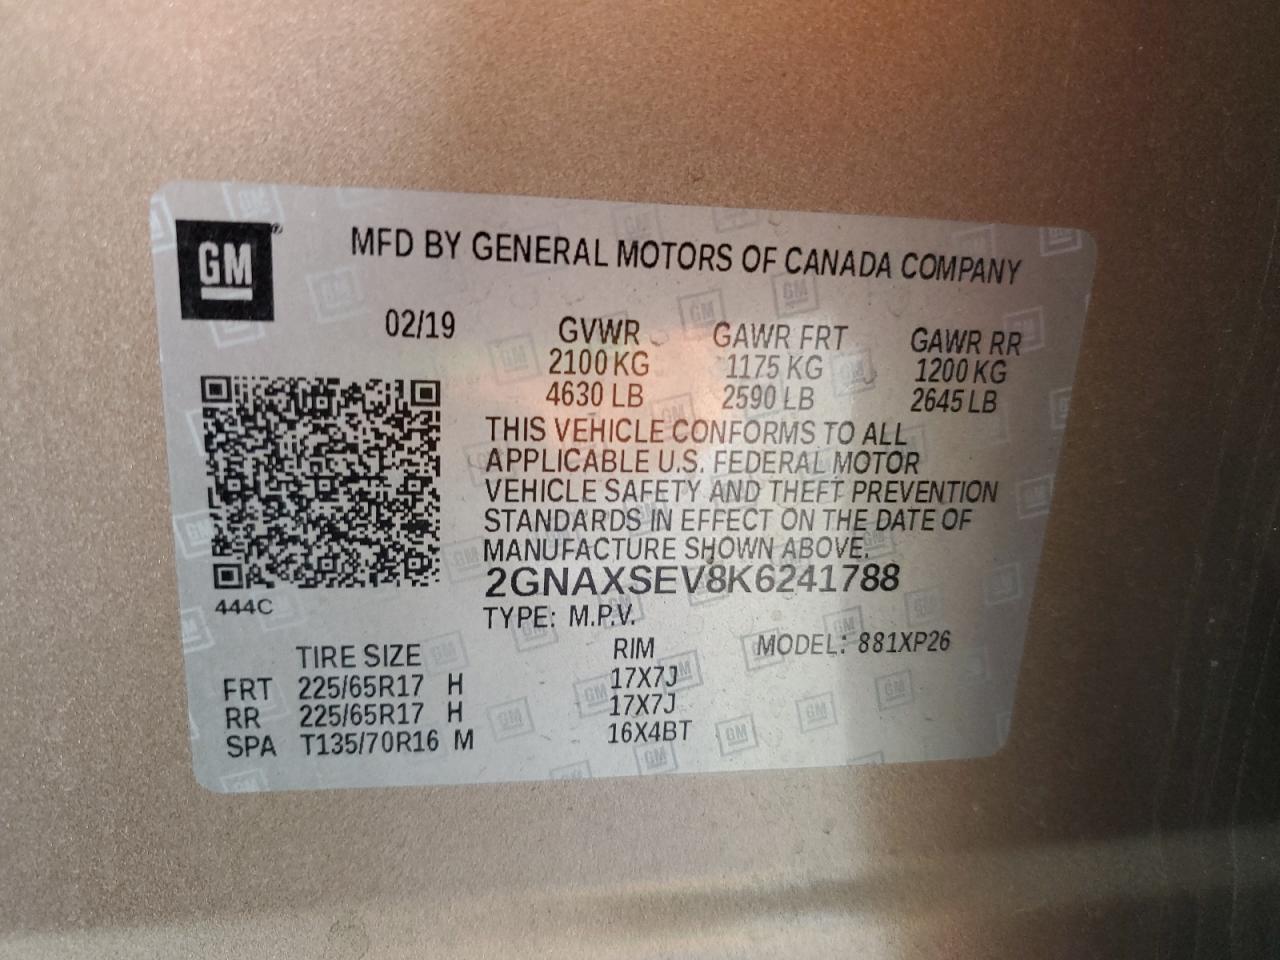 GM
MFD BY GENERAL MOTORS OF CANADA COMPANY
02/19 GVWR GAWR FRT GAWR RR
2100 KG 1175 KG 1200 KG
4630 LB 2590 LB 2645 LB
THIS VEHICLE CONFORMS TO ALL
APPLICABLE U.S. FEDERAL MOTOR
VEHICLE SAFETY AND THEFT PREVENTION
STANDARDS IN EFFECT ON THE DATE OF
MANUFACTURE SHOWN ABOVE.
2GNAXSEV8K6241788
444C
TYPE: M.P.V. MODEL: 881XP26
TIRE SIZE RIM
FRT 225/65R17 H 17X7J
RR 225/65R17 H 17X7J
SPA T135/70R16 M 16X4BT